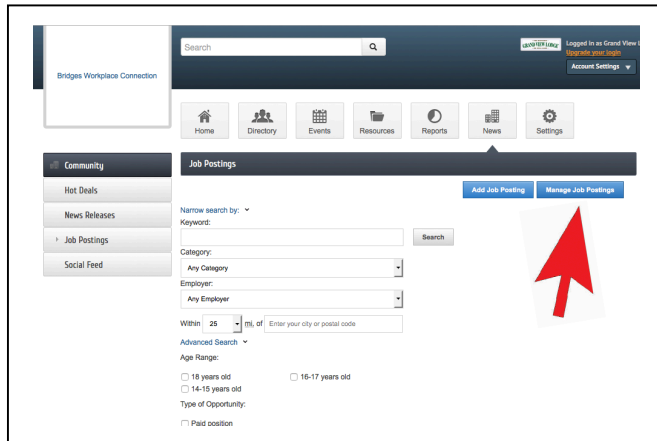 Bridges Workplace Connection
Search
GRAND VIEW LODGE
Logged in as Grand View L
Upgrade your login
Account Settings
Home
Directory
Events
Resources
Reports
News
Settings
Community
Hot Deals
News Releases
Job Postings
Social Feed
Job Postings
Add Job Posting
Manage Job Postings
Narrow search by:
Keyword:
Search
Category:
Any Category
Employer:
Any Employer
Within 25 mi. of Enter your city or postal code
Advanced Search
Age Range:
18 years old 16-17 years old
14-15 years old
Type of Opportunity:
Paid position